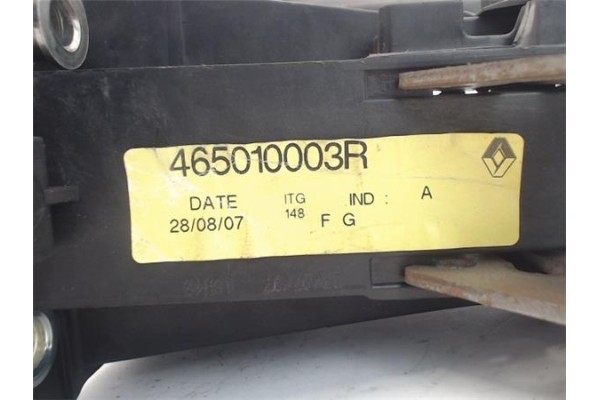 465010003R
DATE ITG IND : A
28/08/07 148 F G